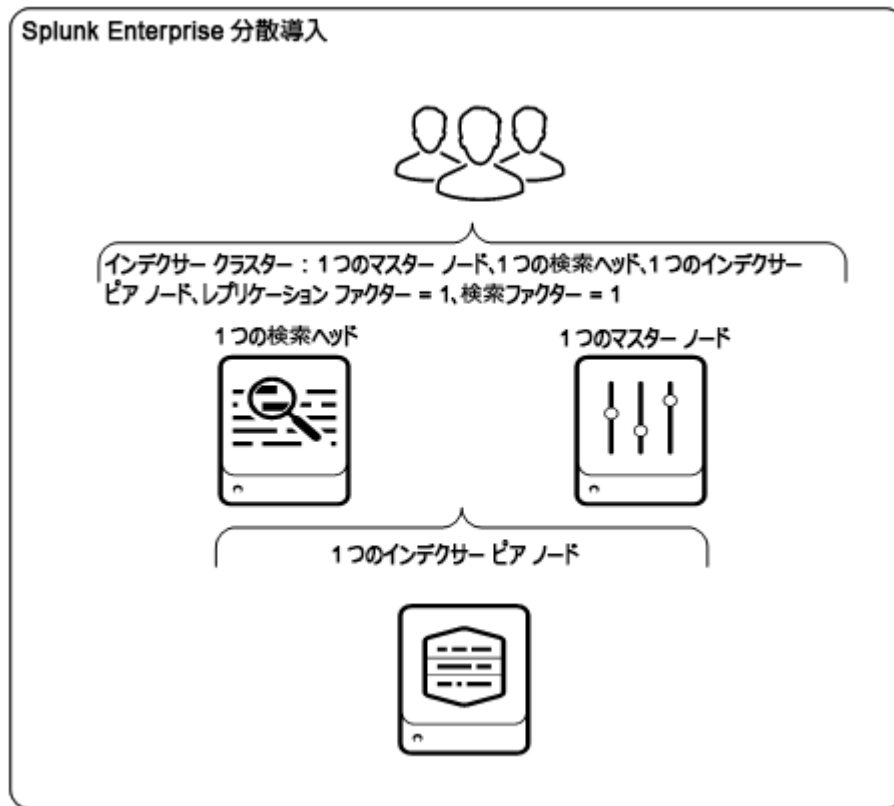 Splunk Enterprise 分散導入
インデクサー クラスター : 1つのマスター ノード、1つの検索ヘッド、1つのインデクサー
ピア ノード、レプリケーション ファクター = 1、検索ファクター = 1
1つの検索ヘッド
1つのマスター ノード
1つのインデクサー ピア ノード